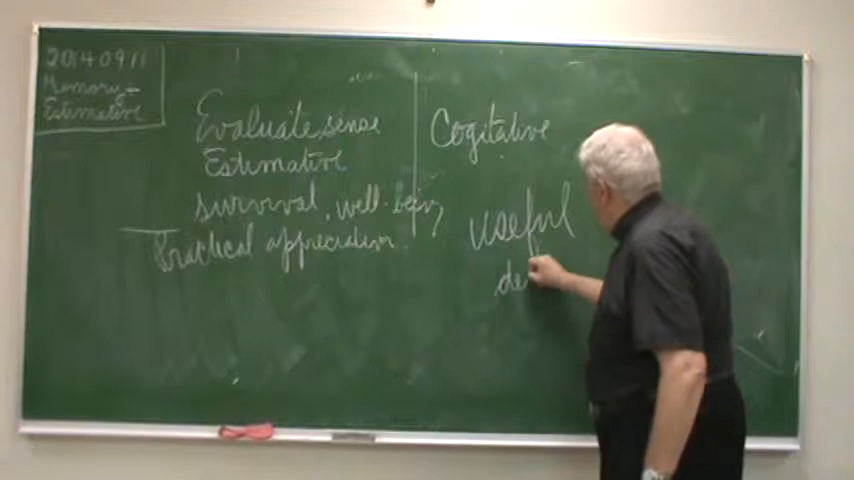 20140911
Memory-
Estimative
Evaluate, sense
Estimative
survival, well-being
Practical appreciation.
Cogitative
useful
de